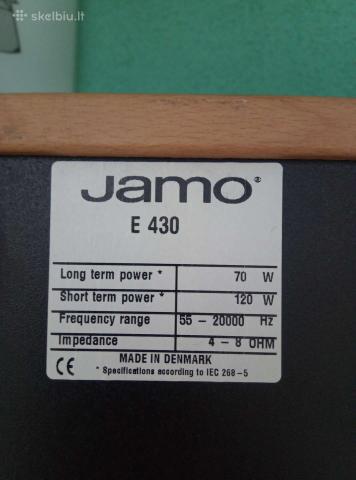 skelbiu.lt
Jamo®
E 430
Long term power * 70 W
Short term power * 120 W
Frequency range 55 – 20000 Hz
Impedance 4 – 8 OHM
MADE IN DENMARK
CE * Specifications according to IEC 268–5